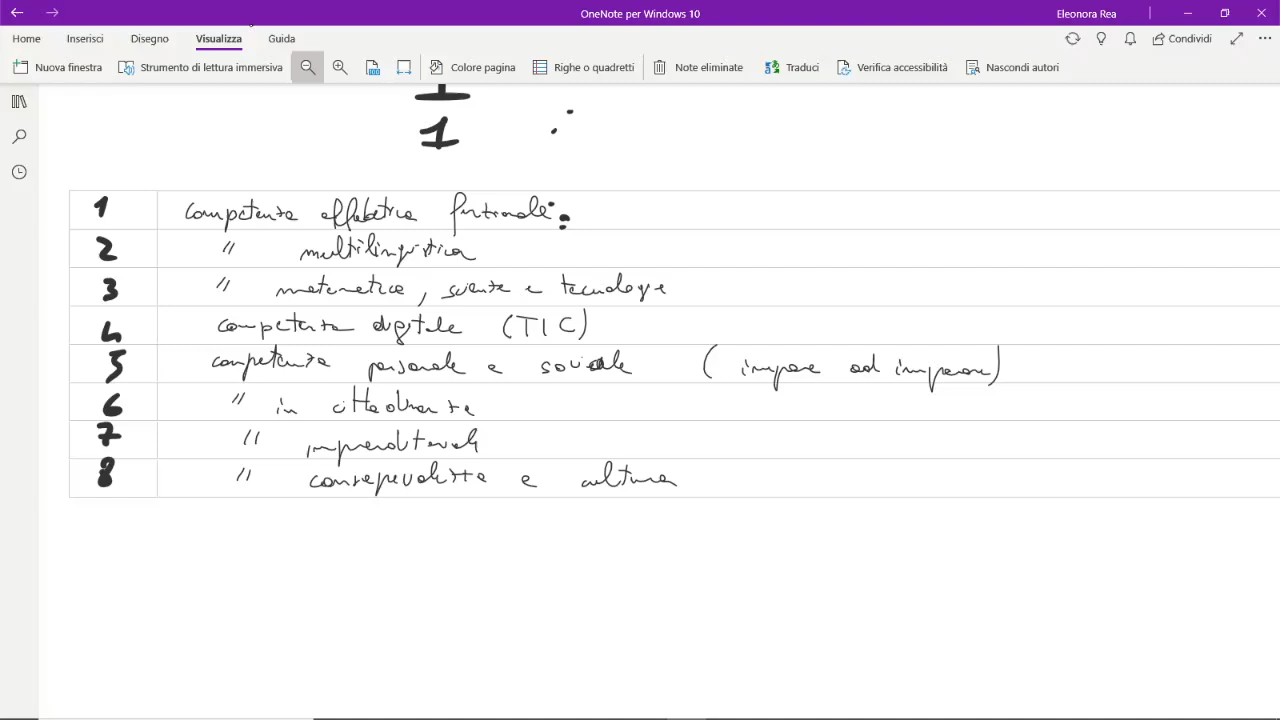 OneNote per Windows 10
Eleonora Rea
Home Inserisci Disegno Visualizza Guida
Condividi
Nuova finestra Strumento di lettura immersiva Colore pagina Righe o quadretti Note eliminate Traduci Verifica accessibilità Nascondi autori
1
1 competenza alfabetica funzionale:
2 " multilinguistica
3 " matematica, scienze e tecnologie
4 competenza digitale (TIC)
5 competenza personale e sociale (imparare ad imparare)
6 " in cittadinanza
7 " imprenditoriale
8 " consapevolezza e cultura